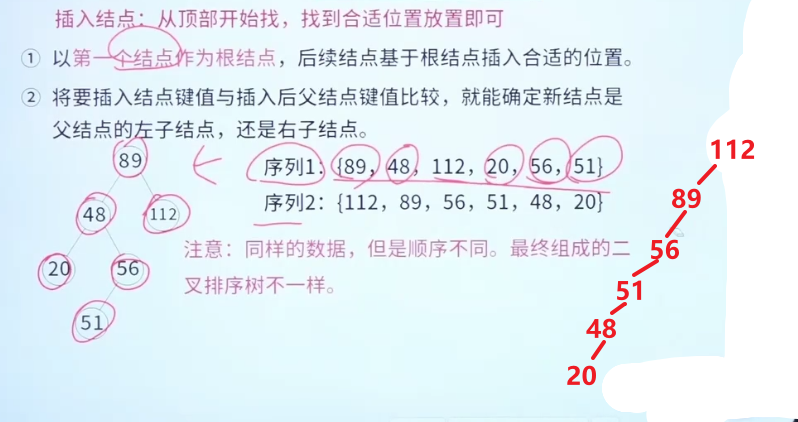 插入结点：从顶部开始找，找到合适位置放置即可
① 以第一个结点作为根结点，后续结点基于根结点插入合适的位置。
② 将要插入结点键值与插入后父结点键值比较，就能确定新结点是
父结点的左子结点，还是右子结点。
89
48
112
20
56
51
序列1：{89，48，112，20，56，51}
序列2：{112，89，56，51，48，20}
注意：同样的数据，但是顺序不同。最终组成的二
叉排序树不一样。
112
89
56
51
48
20